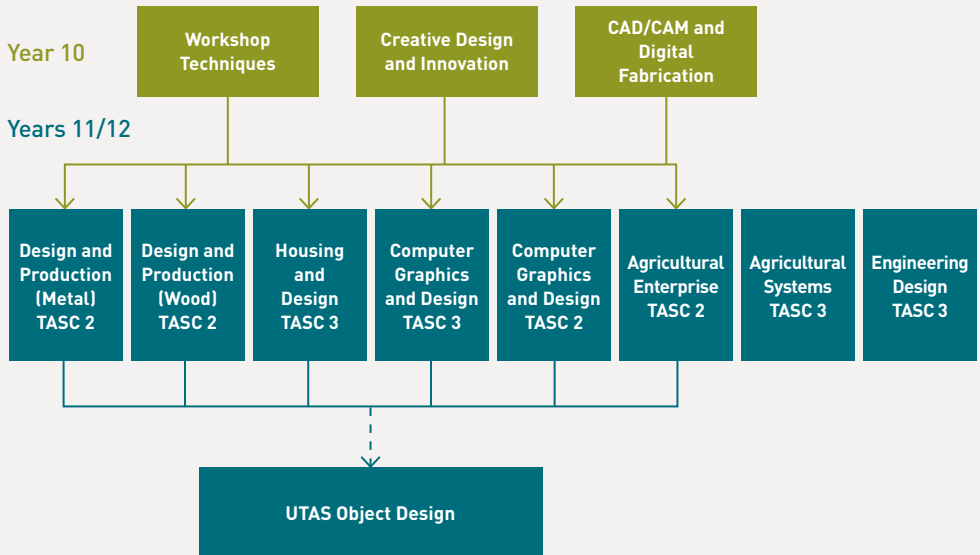 Year 10
Workshop
Techniques
Creative Design
and Innovation
CAD/CAM and
Digital
Fabrication
Years 11/12
Design and
Production
(Metal)
TASC 2
Design and
Production
(Wood)
TASC 2
Housing
and
Design
TASC 3
Computer
Graphics
and Design
TASC 3
Computer
Graphics
and Design
TASC 2
Agricultural
Enterprise
TASC 2
Agricultural
Systems
TASC 3
Engineering
Design
TASC 3
UTAS Object Design